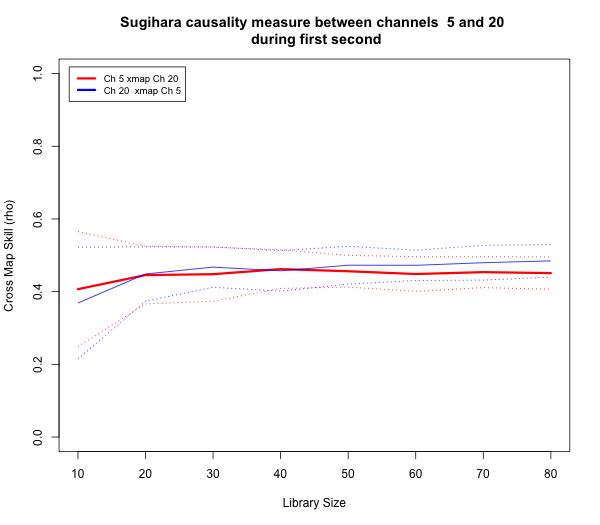 Sugihara causality measure between channels  5 and 20
during first second
Ch 5 xmap Ch 20
Ch 20  xmap Ch 5
Cross Map Skill (rho)
1.0
0.8
0.6
0.4
0.2
0.0
10 20 30 40 50 60 70 80
Library Size